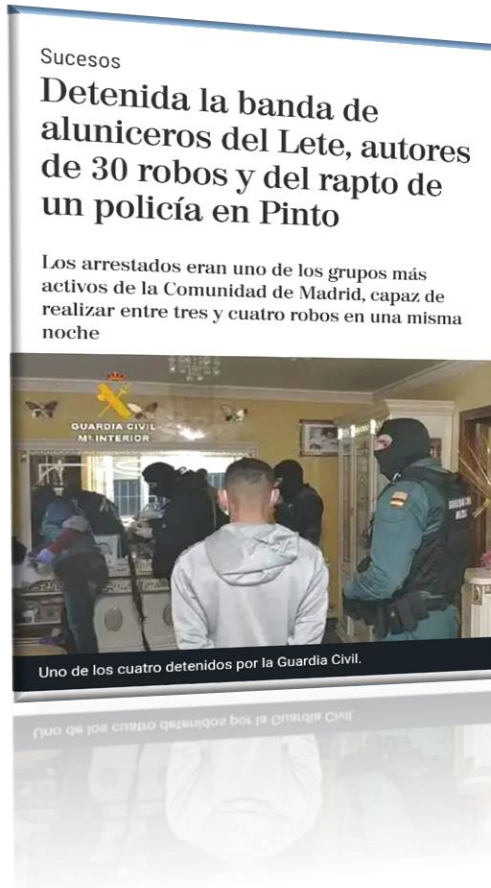 Sucesos
Detenida la banda de
aluniceros del Lete, autores
de 30 robos y del rapto de
un policía en Pinto
Los arrestados eran uno de los grupos más
activos de la Comunidad de Madrid, capaz de
realizar entre tres y cuatro robos en una misma
noche
GUARDIA CIVIL
Mº INTERIOR
Uno de los cuatro detenidos por la Guardia Civil.